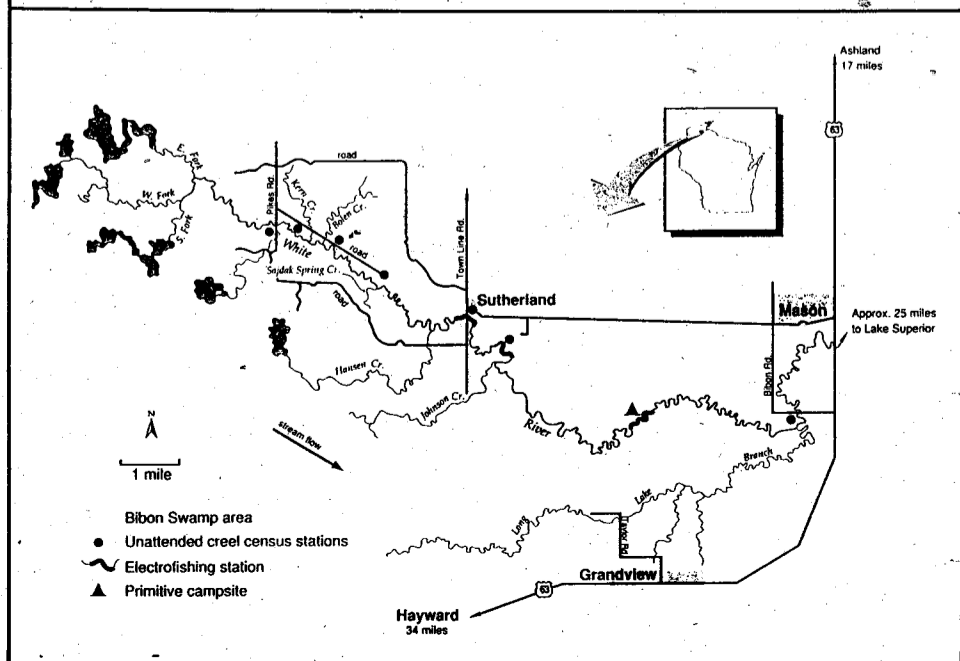 Ashland
17 miles
63
road
E. Fork
W. Fork
S. Fork
Pikes Rd.
Kern Cr.
Bolen Cr.
road
White
Sajdak Spring Cr.
road
Town Line Rd.
Sutherland
Mason
Approx. 25 miles
to Lake Superior
Bibon Rd.
Hansen Cr.
Johnson Cr.
River
N
stream flow
1 mile
Long Lake Branch
Taylor Rd.
Grandview
63
Hayward
34 miles
Bibon Swamp area
Unattended creel census stations
Electrofishing station
Primitive campsite